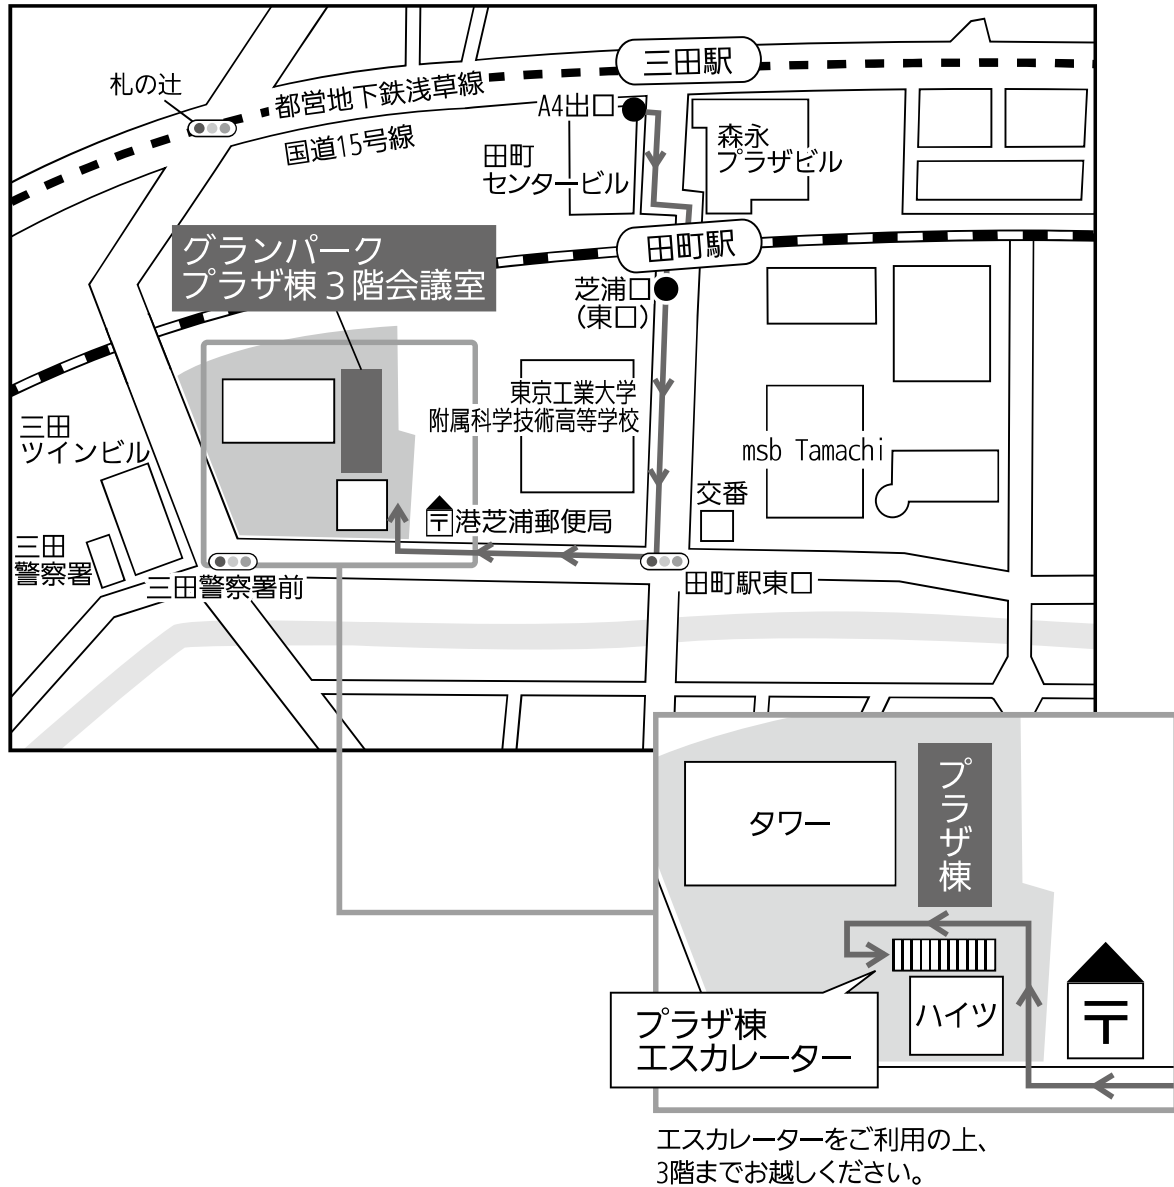 三田駅
札の辻
都営地下鉄浅草線
国道15号線
A4出口
田町
センタービル
森永
プラザビル
グランパーク
プラザ棟3階会議室
田町駅
芝浦口
(東口)
東京工業大学
附属科学技術高等学校
三田
ツインビル
msb Tamachi
交番
〒
港芝浦郵便局
三田
警察署
三田警察署前
田町駅東口
タワー
プラザ棟
ハイツ
〒
プラザ棟
エスカレーター
エスカレーターをご利用の上、
3階までお越しください。